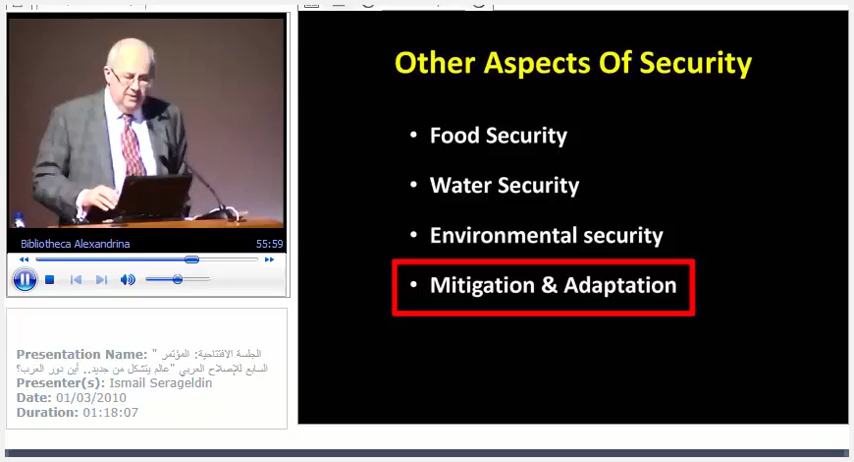 Other Aspects Of Security
• Food Security
• Water Security
• Environmental security
• Mitigation & Adaptation
Bibliotheca Alexandrina 55:59
Presentation Name: " الجلسة الافتتاحية: المؤتمر
السابع للإصلاح العربي "عالم يتشكل من جديد.. أين دور العرب؟
Presenter(s): Ismail Serageldin
Date: 01/03/2010
Duration: 01:18:07